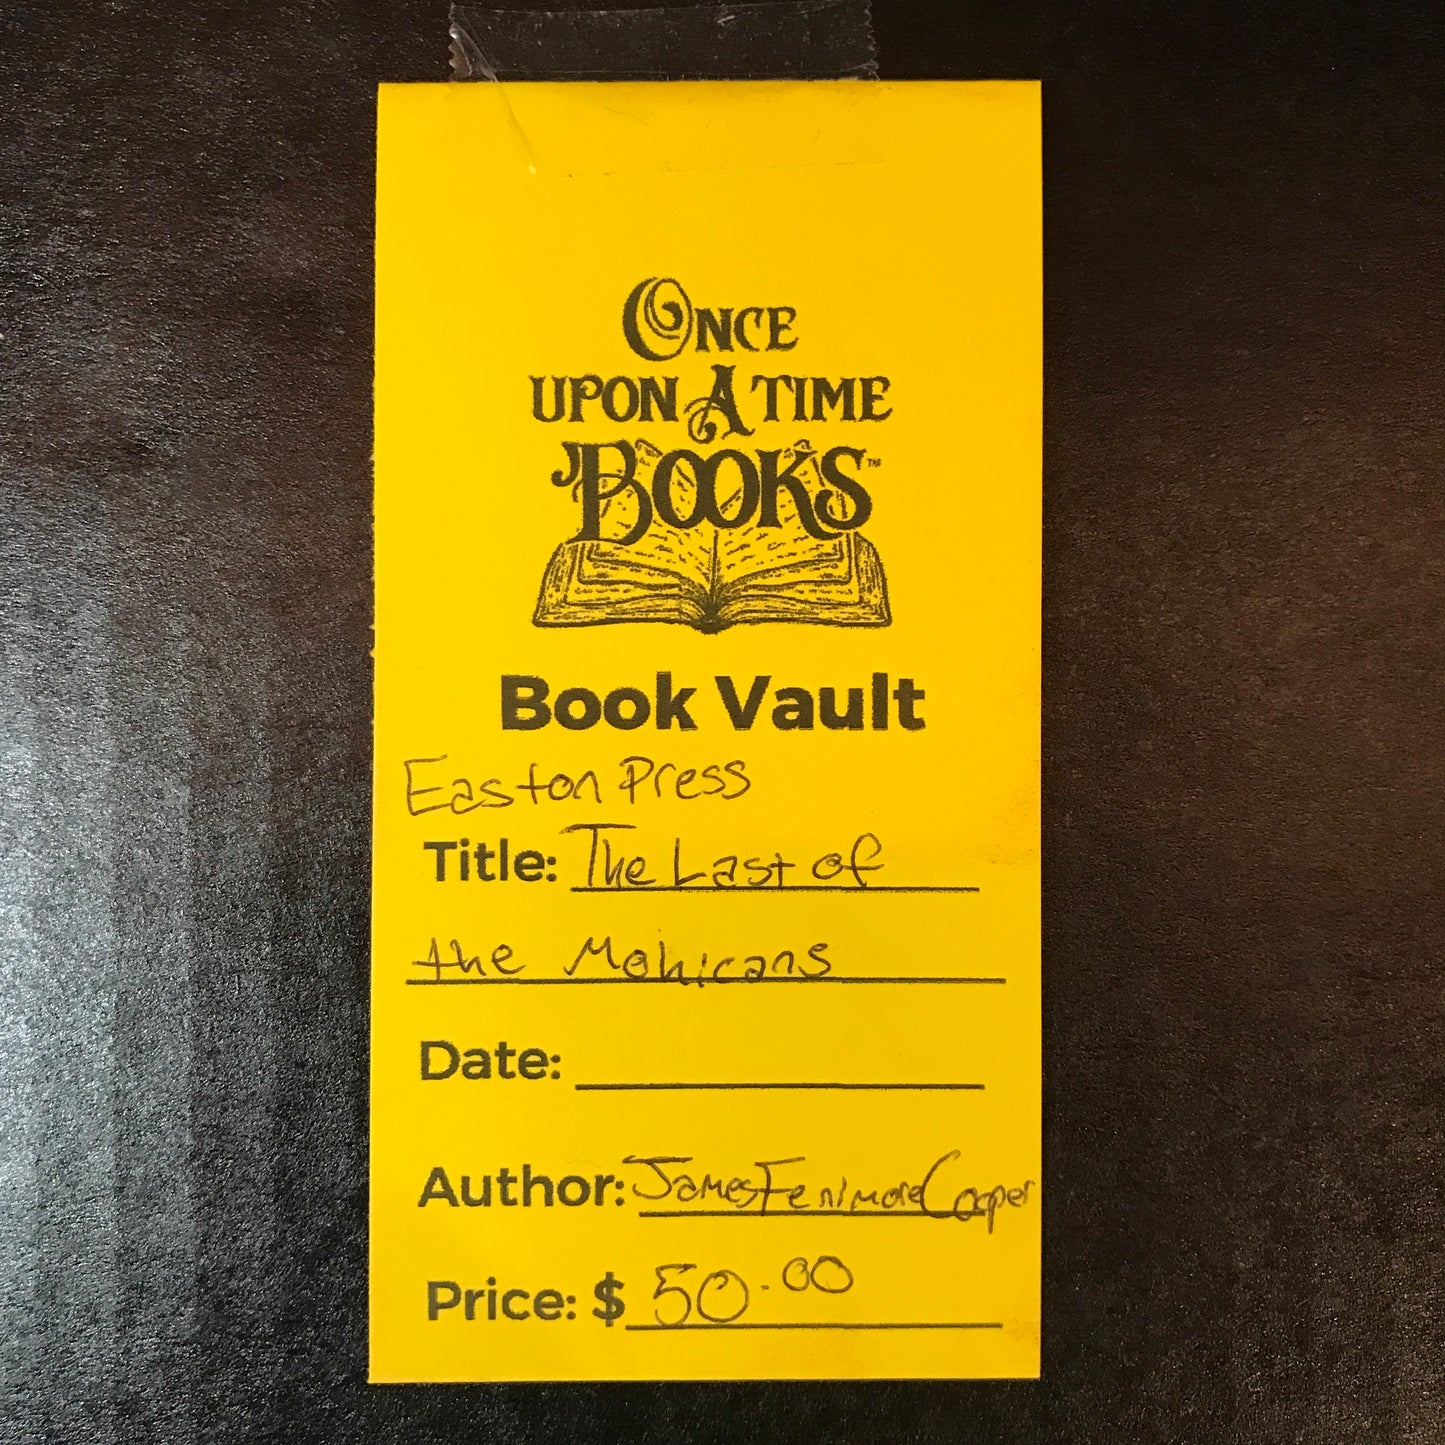 ONCE
UPON A TIME
BOOKS™
Book Vault
Easton Press
Title: The Last of
the Mohicans
Date:
Author: James Fenimore Cooper
Price: $ 50.00